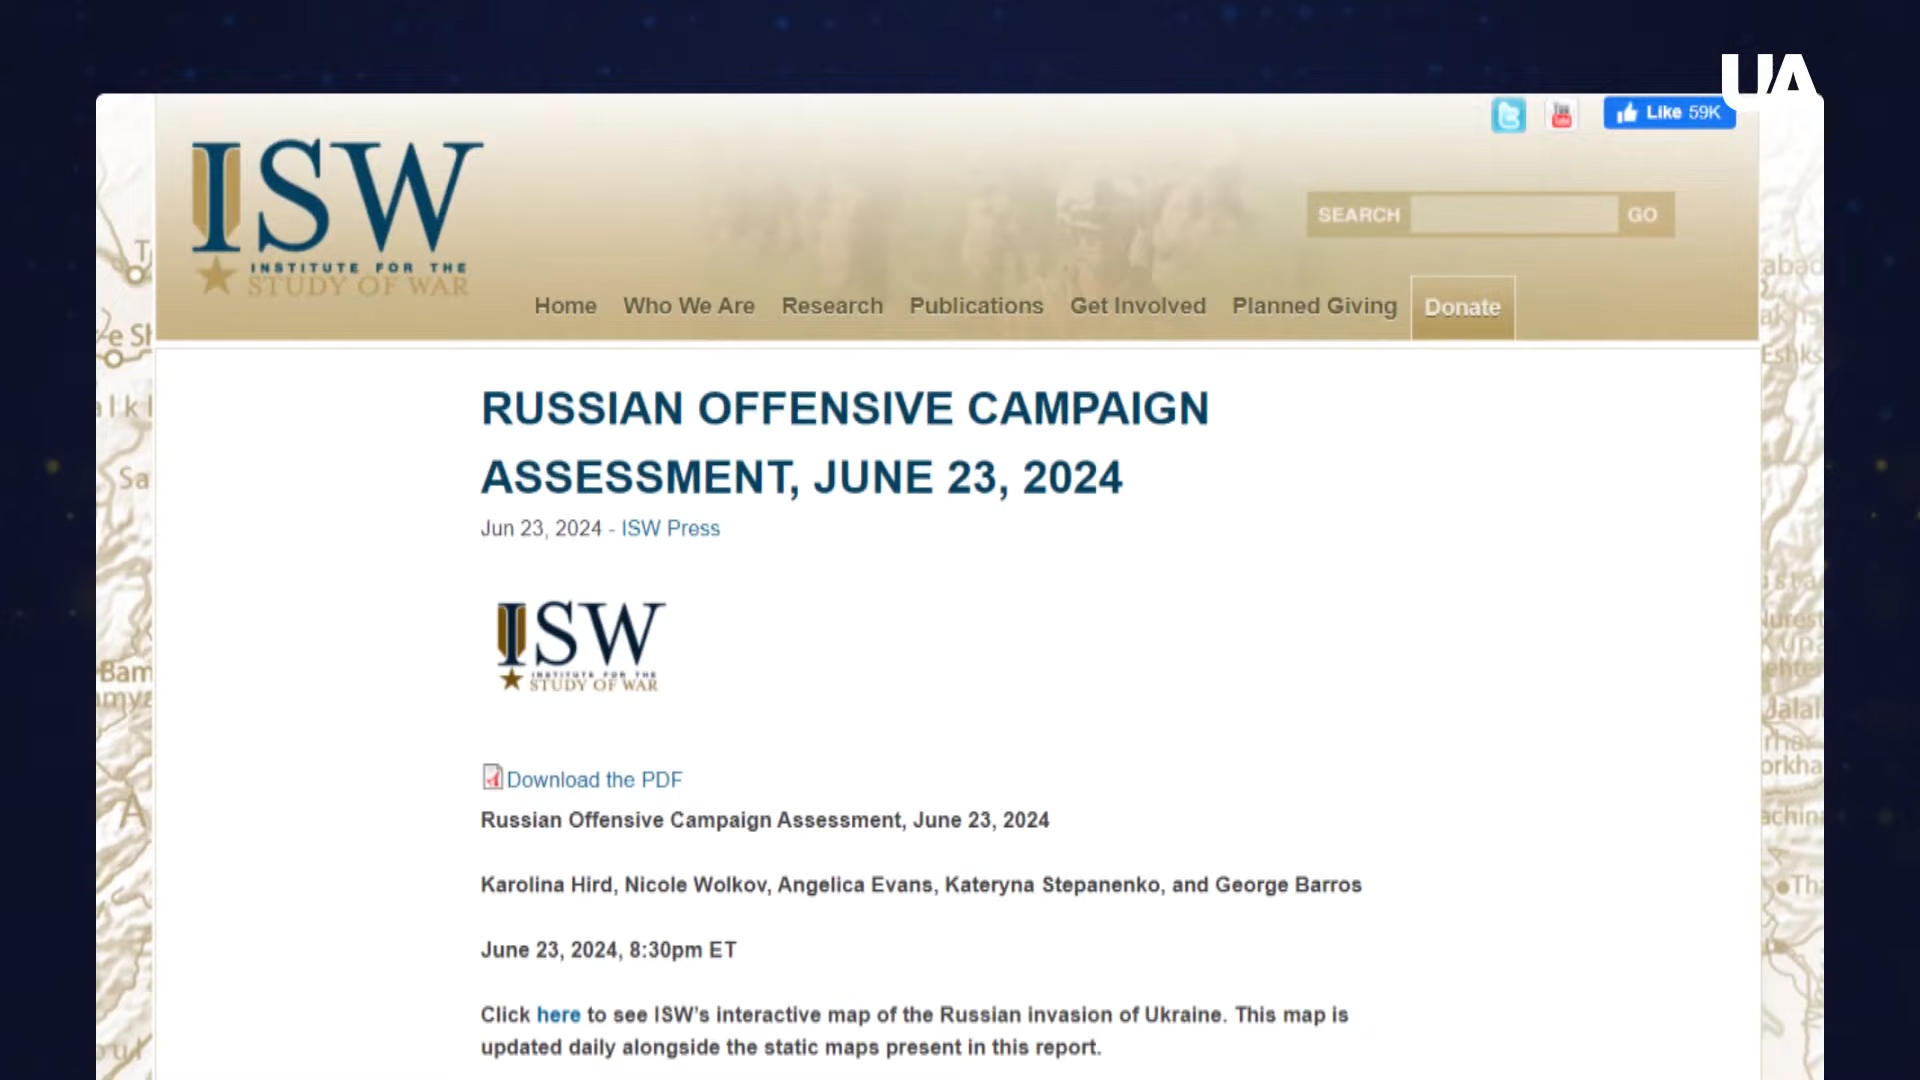 UA
Like 59K
ISW
INSTITUTE FOR THE
STUDY OF WAR
SEARCH
GO
Home
Who We Are
Research
Publications
Get Involved
Planned Giving
Donate
RUSSIAN OFFENSIVE CAMPAIGN
ASSESSMENT, JUNE 23, 2024
Jun 23, 2024 - ISW Press
ISW
INSTITUTE FOR THE
STUDY OF WAR
Download the PDF
Russian Offensive Campaign Assessment, June 23, 2024
Karolina Hird, Nicole Wolkov, Angelica Evans, Kateryna Stepanenko, and George Barros
June 23, 2024, 8:30pm ET
Click here to see ISW's interactive map of the Russian invasion of Ukraine. This map is
updated daily alongside the static maps present in this report.